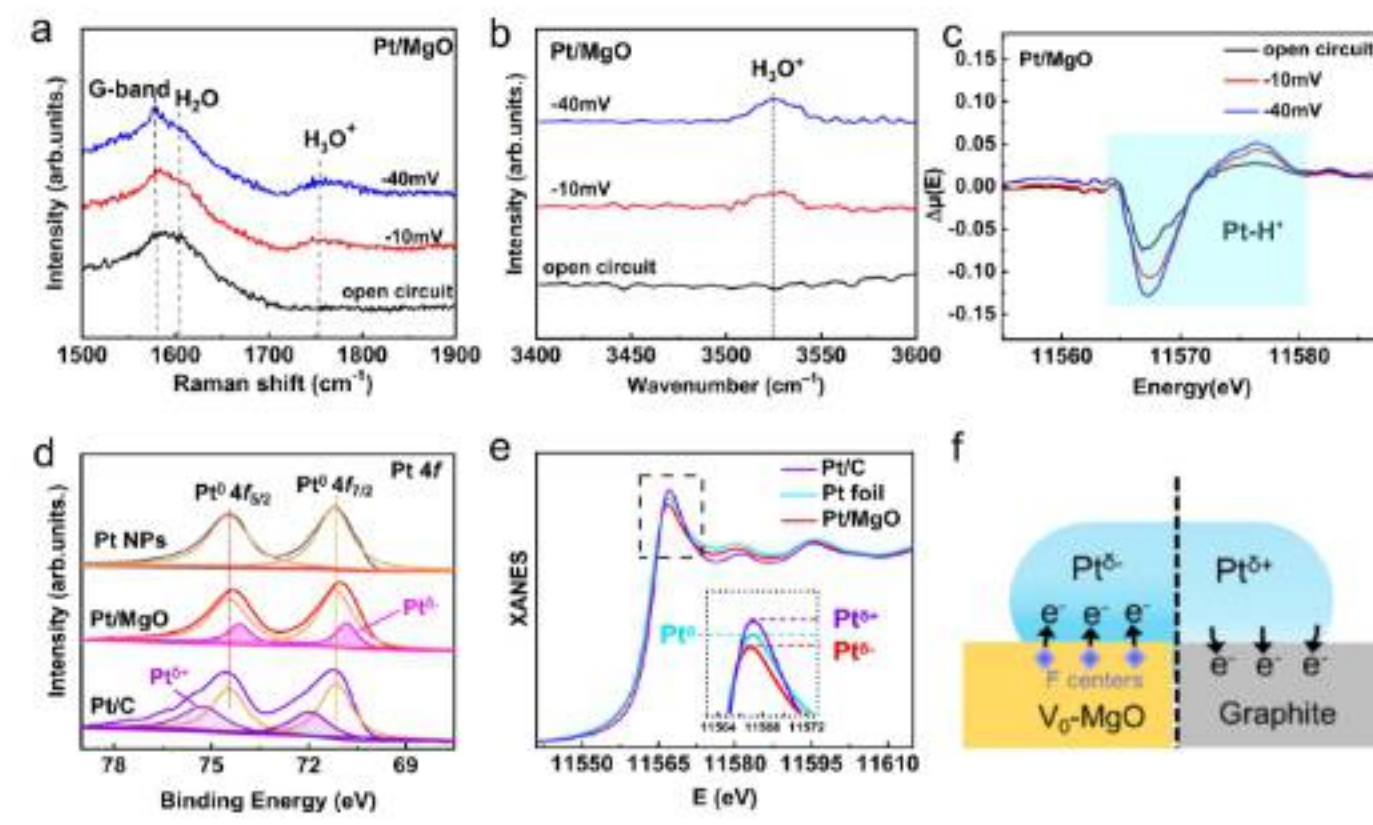 a
Pt/MgO
G-band
H₂O
H₃O⁺
-40mV
-10mV
open circuit
Intensity (arb.units.)
1500 1600 1700 1800 1900
Raman shift (cm⁻¹)
b
Pt/MgO
H₃O⁺
-40mV
-10mV
open circuit
Intensity (arb.units.)
3400 3450 3500 3550 3600
Wavenumber (cm⁻¹)
c
Pt/MgO
open circuit
-10mV
-40mV
0.15
0.10
0.05
0.00
-0.05
-0.10
-0.15
Δμ(E)
Pt-H⁺
11560 11570 11580
Energy(eV)
d
Pt 4f
Pt⁰ 4f₅/₂
Pt⁰ 4f₇/₂
Pt NPs
Pt/MgO
Ptδ-
Ptδ+
Pt/C
Intensity (arb.units.)
78 75 72 69
Binding Energy (eV)
e
Pt/C
Pt foil
Pt/MgO
XANES
Ptδ+
Pt⁰
Ptδ-
11564 11568 11572
11550 11565 11580 11595 11610
E (eV)
f
Ptδ- Ptδ+
e⁻ e⁻ e⁻
e⁻ e⁻ e⁻
F centers
V₀-MgO
Graphite